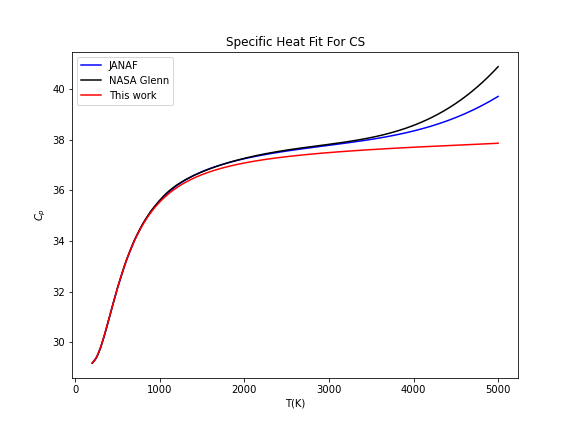 Specific Heat Fit For CS
JANAF
NASA Glenn
This work
40
38
36
34
32
30
C_p
0
1000
2000
3000
4000
5000
T(K)